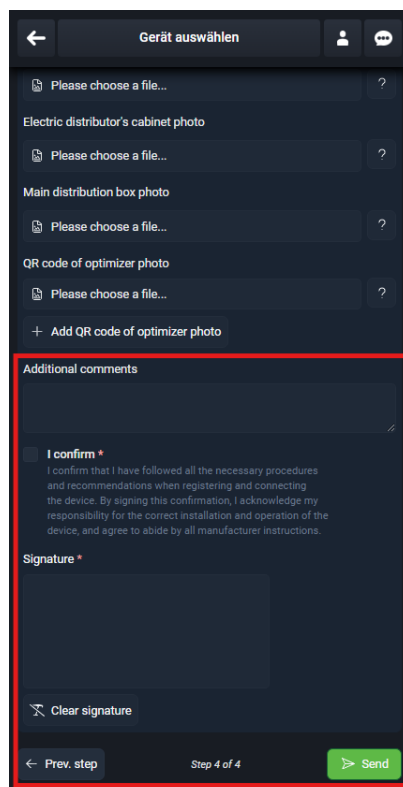 Gerät auswählen
Please choose a file... ?
Electric distributor's cabinet photo
Please choose a file... ?
Main distribution box photo
Please choose a file... ?
QR code of optimizer photo
Please choose a file... ?
+ Add QR code of optimizer photo
Additional comments
I confirm *
I confirm that I have followed all the necessary procedures
and recommendations when registering and connecting
the device. By signing this confirmation, I acknowledge my
responsibility for the correct installation and operation of the
device, and agree to abide by all manufacturer instructions.
Signature *
Clear signature
Prev. step Step 4 of 4 Send